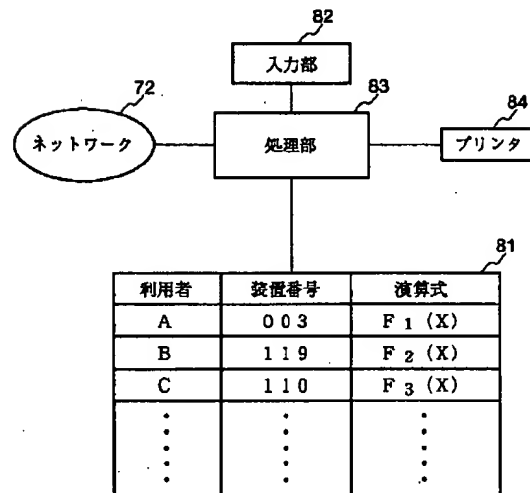 82
入力部
72
83
84
ネットワーク
処理部
プリンタ
81
利用者 装置番号 演算式
A 003 F1(X)
B 119 F2(X)
C 110 F3(X)